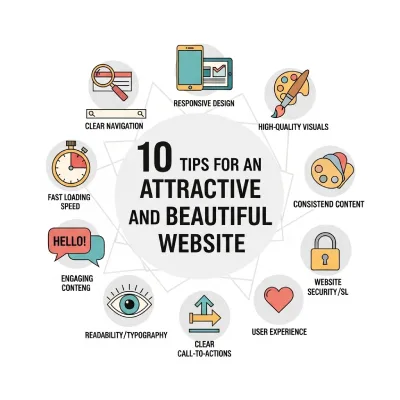 10 TIPS FOR AN
ATTRACTIVE
AND BEAUTIFUL
WEBSITE
RESPONSIVE DESIGN
HIGH-QUALITY VISUALS
CONSISTEND CONTENT
WEBSITE
SECURITY/SL
USER EXPERIENCE
CLEAR
CALL-TO-ACTIONS
READABILITY/TYPOGRAPHY
HELLO!
ENGAGING
CONTENG
FAST LOADING
SPEED
CLEAR NAVIGATION